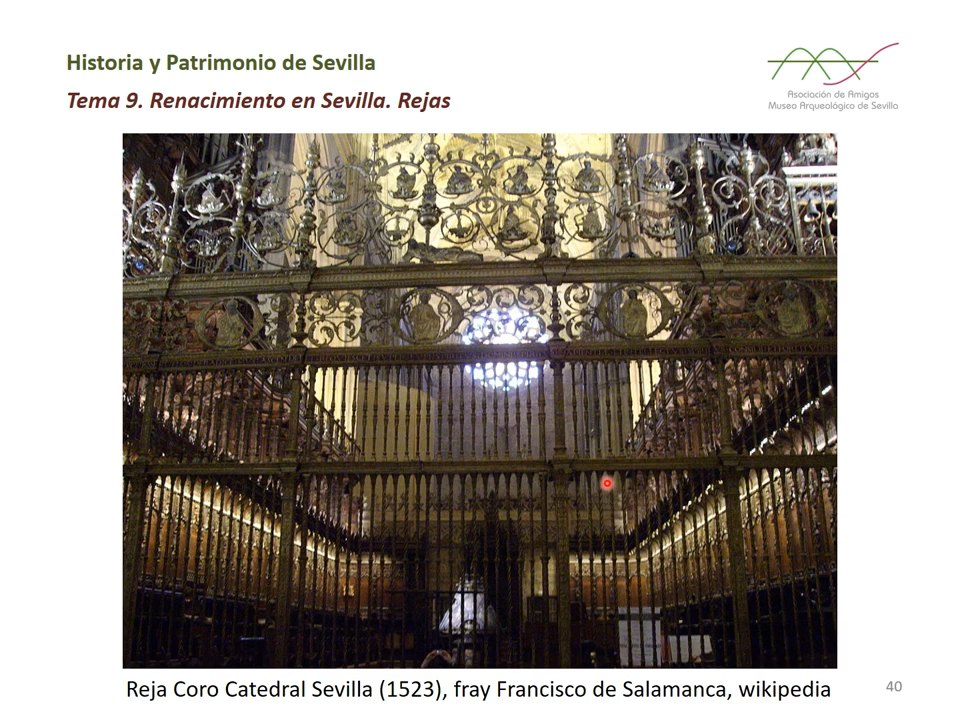 Historia y Patrimonio de Sevilla
Tema 9. Renacimiento en Sevilla. Rejas
Asociación de Amigos
Museo Arqueológico de Sevilla
Reja Coro Catedral Sevilla (1523), fray Francisco de Salamanca, wikipedia
40